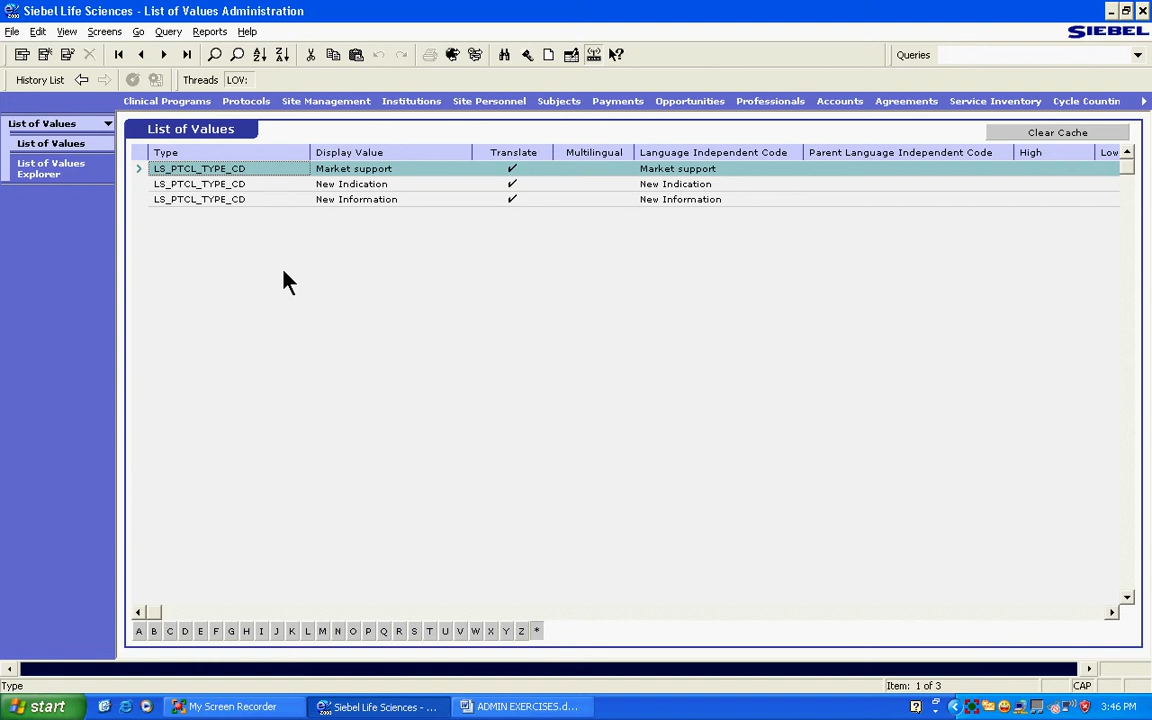 Siebel Life Sciences - List of Values Administration
File Edit View Screens Go Query Reports Help
SIEBEL
Queries
History List Threads LOV:
Clinical Programs Protocols Site Management Institutions Site Personnel Subjects Payments Opportunities Professionals Accounts Agreements Service Inventory Cycle Countin
List of Values
List of Values
List of Values
Explorer
List of Values
Clear Cache
Type Display Value Translate Multilingual Language Independent Code Parent Language Independent Code High Low
LS_PTCL_TYPE_CD Market support Market support
LS_PTCL_TYPE_CD New Indication New Indication
LS_PTCL_TYPE_CD New Information New Information
A B C D E F G H I J K L M N O P Q R S T U V W X Y Z *
Type Item: 1 of 3 CAP
start My Screen Recorder Siebel Life Sciences - ... ADMIN EXERCISES.d... 3:46 PM